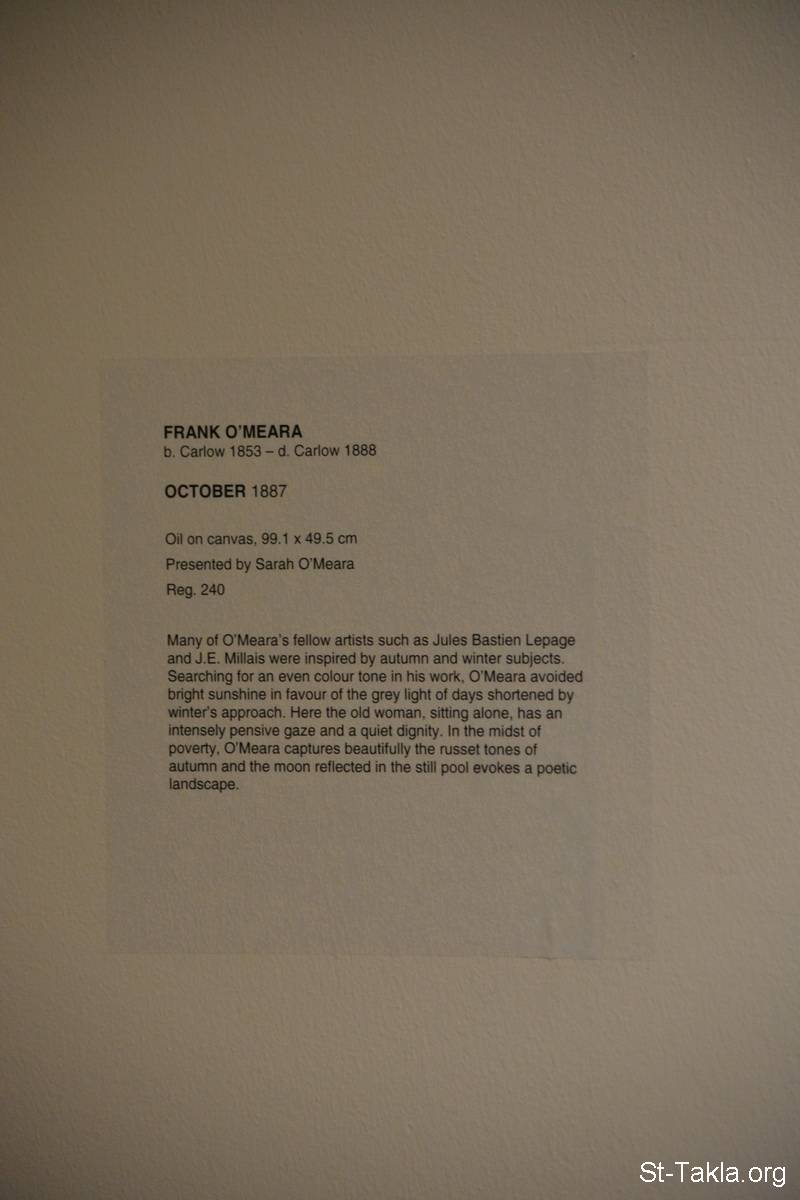 FRANK O'MEARA
b. Carlow 1853 – d. Carlow 1888
OCTOBER 1887
Oil on canvas, 99.1 x 49.5 cm
Presented by Sarah O'Meara
Reg. 240
Many of O'Meara's fellow artists such as Jules Bastien Lepage
and J.E. Millais were inspired by autumn and winter subjects.
Searching for an even colour tone in his work, O'Meara avoided
bright sunshine in favour of the grey light of days shortened by
winter's approach. Here the old woman, sitting alone, has an
intensely pensive gaze and a quiet dignity. In the midst of
poverty, O'Meara captures beautifully the russet tones of
autumn and the moon reflected in the still pool evokes a poetic
landscape.
St-Takla.org